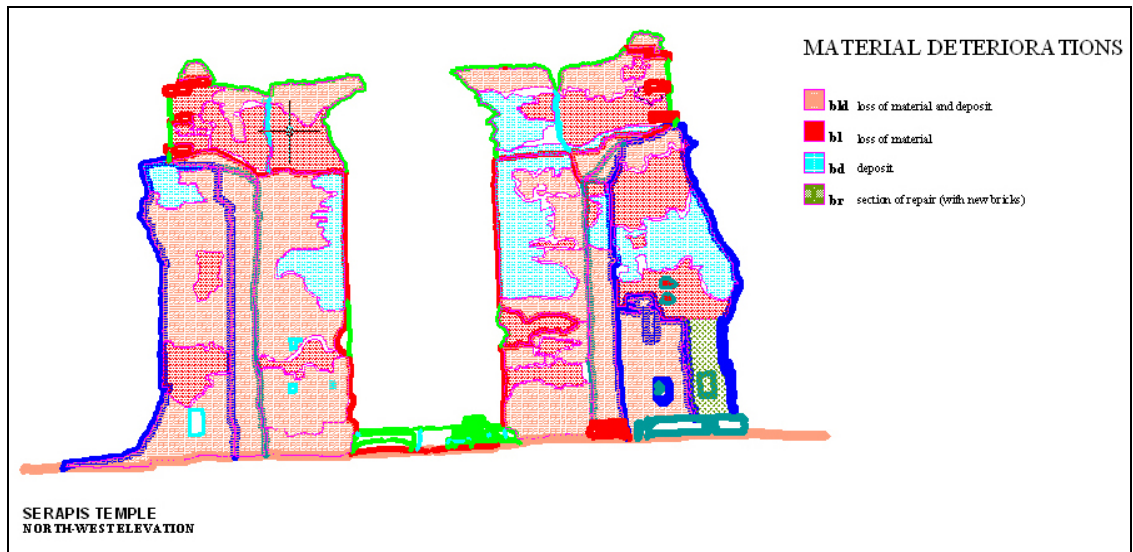 MATERIAL DETERIORATIONS
bld loss of material and deposit
bl loss of material
bd deposit
br section of repair (with new bricks)
SERAPIS TEMPLE
NORTH-WEST ELEVATION